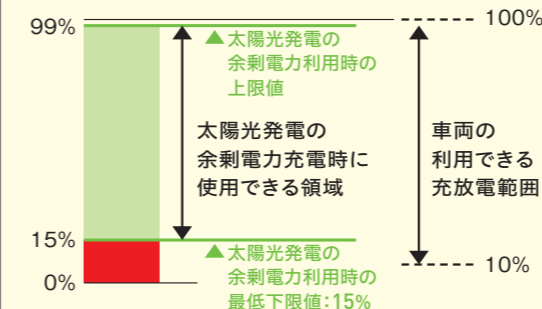 99%
100%
▲太陽光発電の
余剰電力利用時の
上限値
太陽光発電の
余剰電力充電時に
使用できる領域
車両の
利用できる
充放電範囲
15%
▲太陽光発電の
余剰電力利用時の
最低下限値:15%
10%
0%